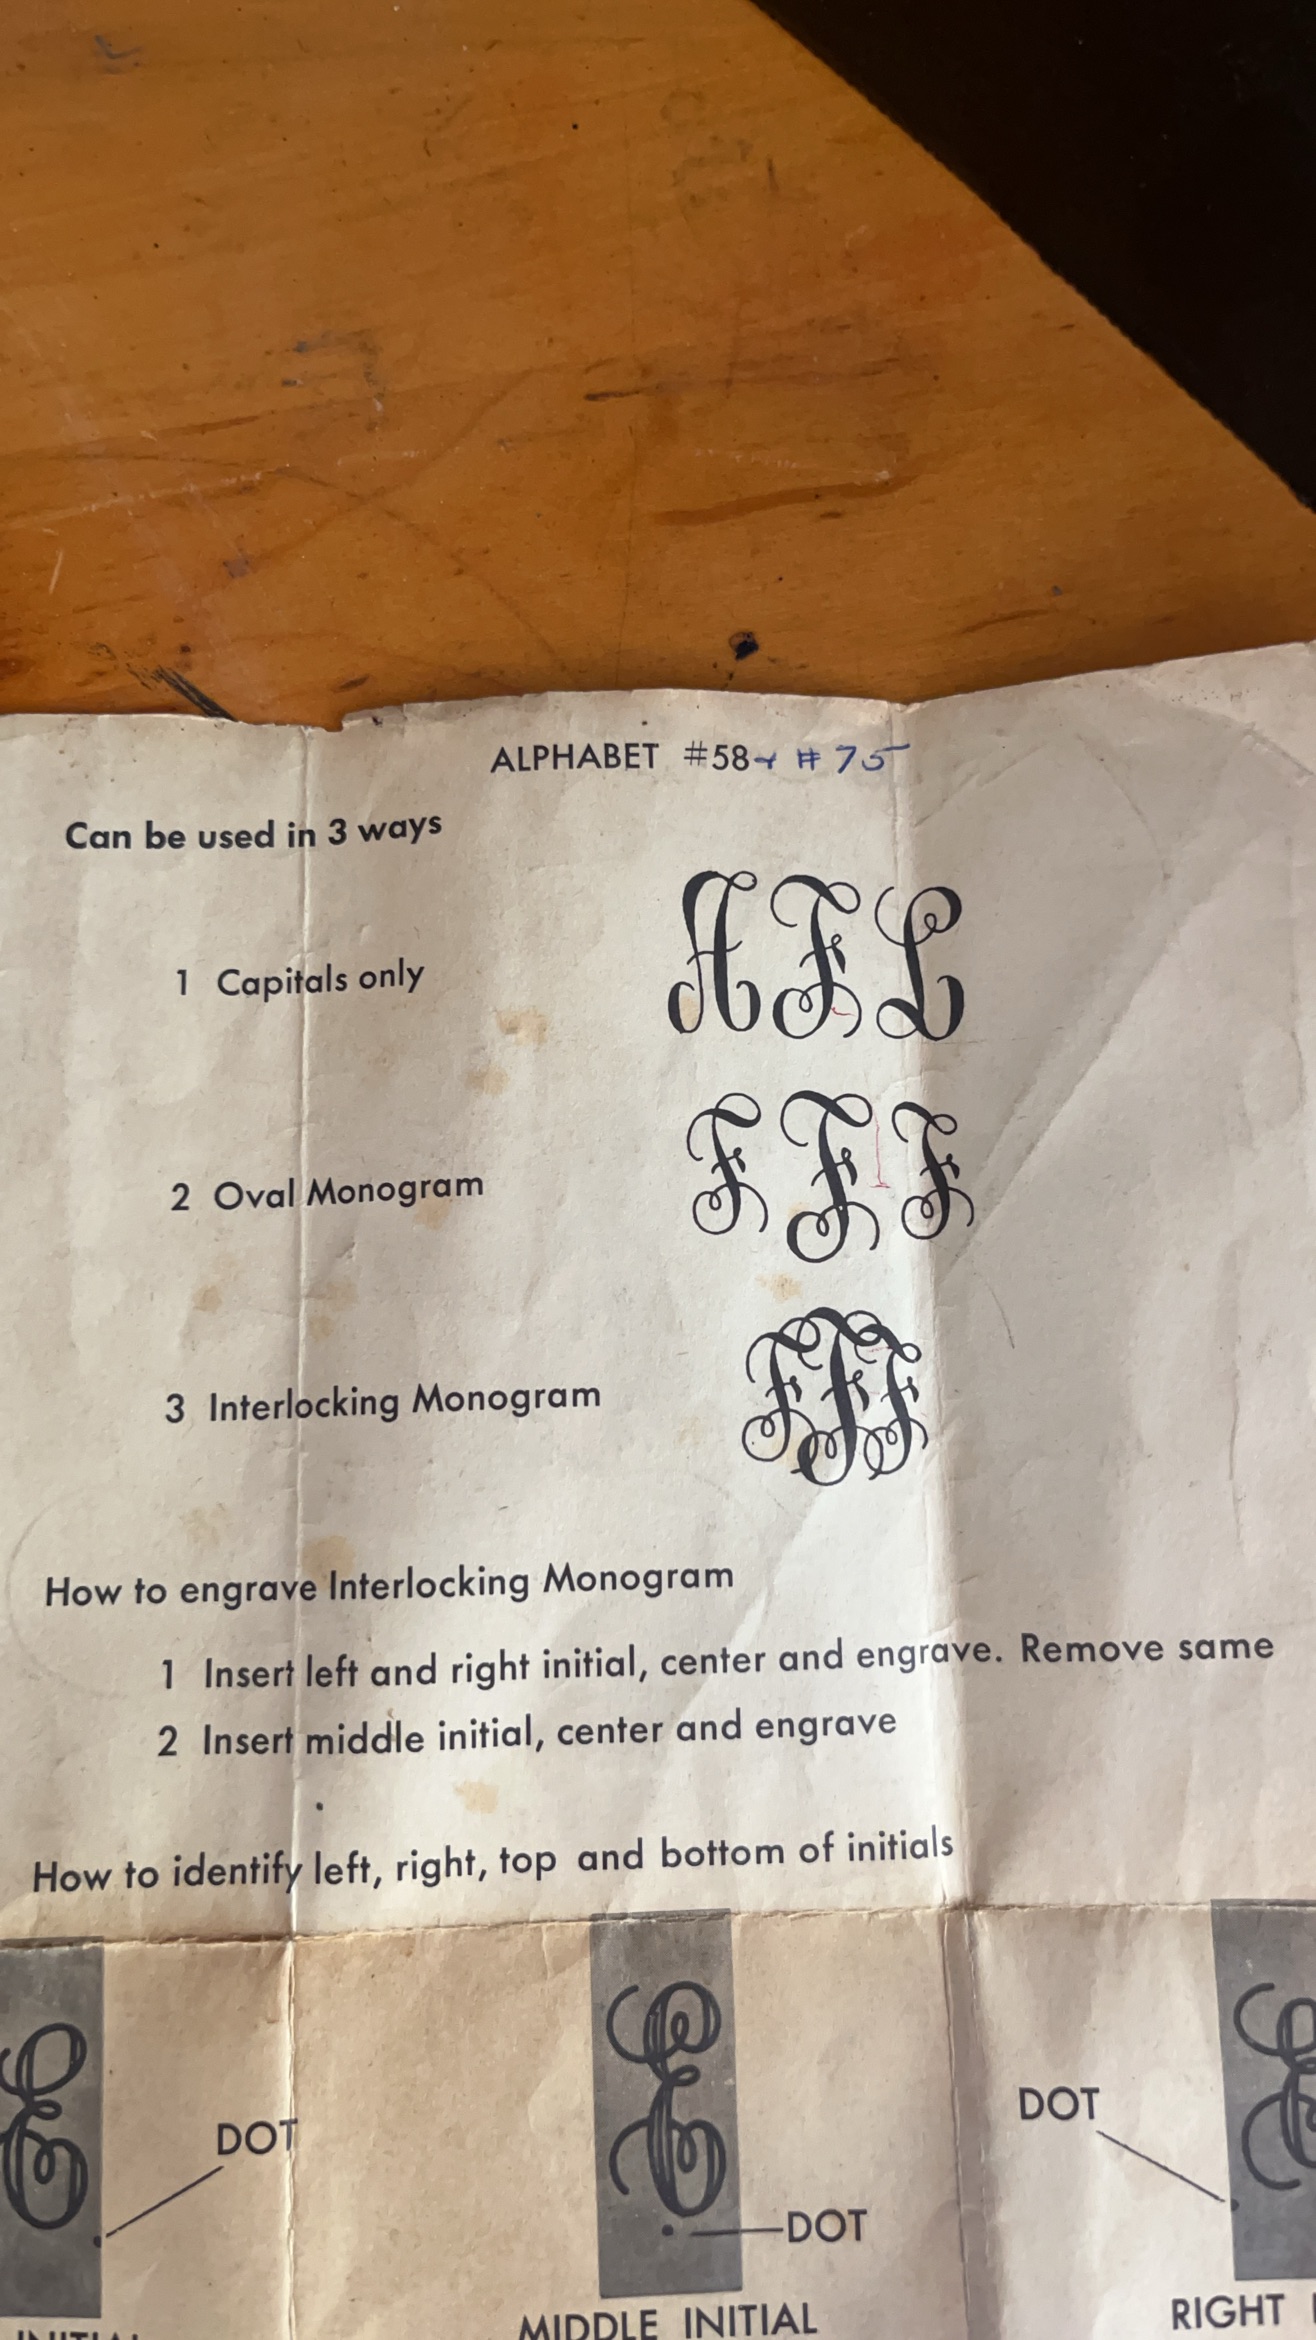 ALPHABET #58 + #75
Can be used in 3 ways
1 Capitals only
A F L
2 Oval Monogram
F F F
3 Interlocking Monogram
F F F
How to engrave Interlocking Monogram
1 Insert left and right initial, center and engrave. Remove same
2 Insert middle initial, center and engrave
How to identify left, right, top and bottom of initials
E E E
DOT
DOT
DOT
INITIAL MIDDLE INITIAL RIGHT